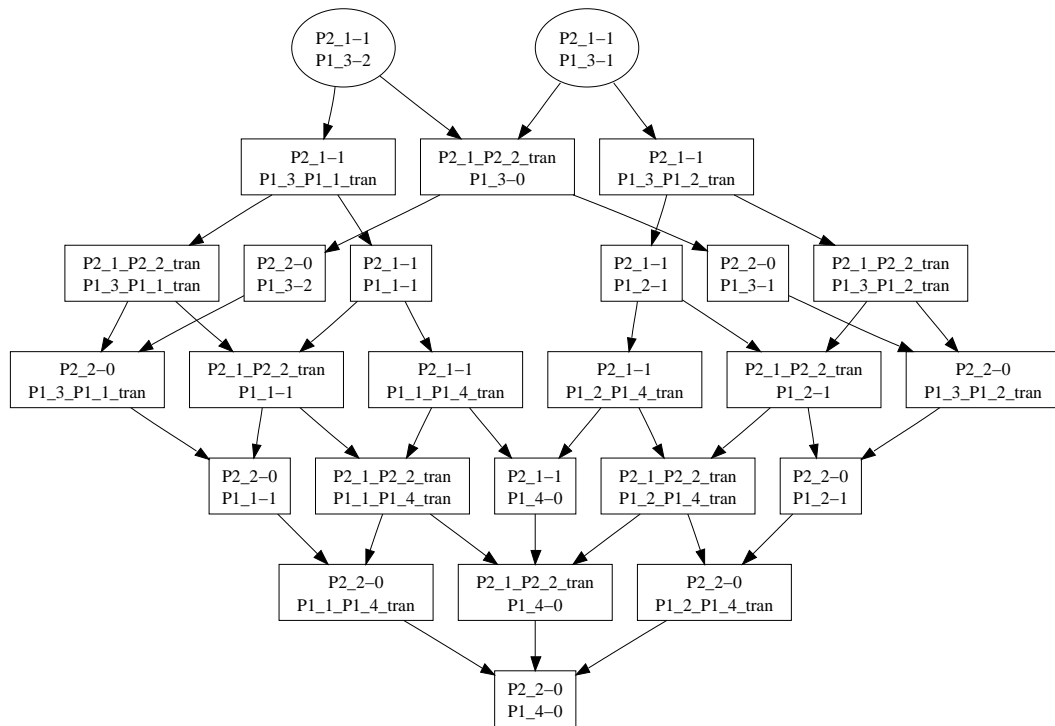 P2_1−1
P1_3−2
P2_1−1
P1_3−1
P2_1−1
P1_3_P1_1_tran
P2_1_P2_2_tran
P1_3−0
P2_1−1
P1_3_P1_2_tran
P2_1_P2_2_tran
P1_3_P1_1_tran
P2_2−0
P1_3−2
P2_1−1
P1_1−1
P2_1−1
P1_2−1
P2_2−0
P1_3−1
P2_1_P2_2_tran
P1_3_P1_2_tran
P2_2−0
P1_3_P1_1_tran
P2_1_P2_2_tran
P1_1−1
P2_1−1
P1_1_P1_4_tran
P2_1−1
P1_2_P1_4_tran
P2_1_P2_2_tran
P1_2−1
P2_2−0
P1_3_P1_2_tran
P2_2−0
P1_1−1
P2_1_P2_2_tran
P1_1_P1_4_tran
P2_1−1
P1_4−0
P2_1_P2_2_tran
P1_2_P1_4_tran
P2_2−0
P1_2−1
P2_2−0
P1_1_P1_4_tran
P2_1_P2_2_tran
P1_4−0
P2_2−0
P1_2_P1_4_tran
P2_2−0
P1_4−0